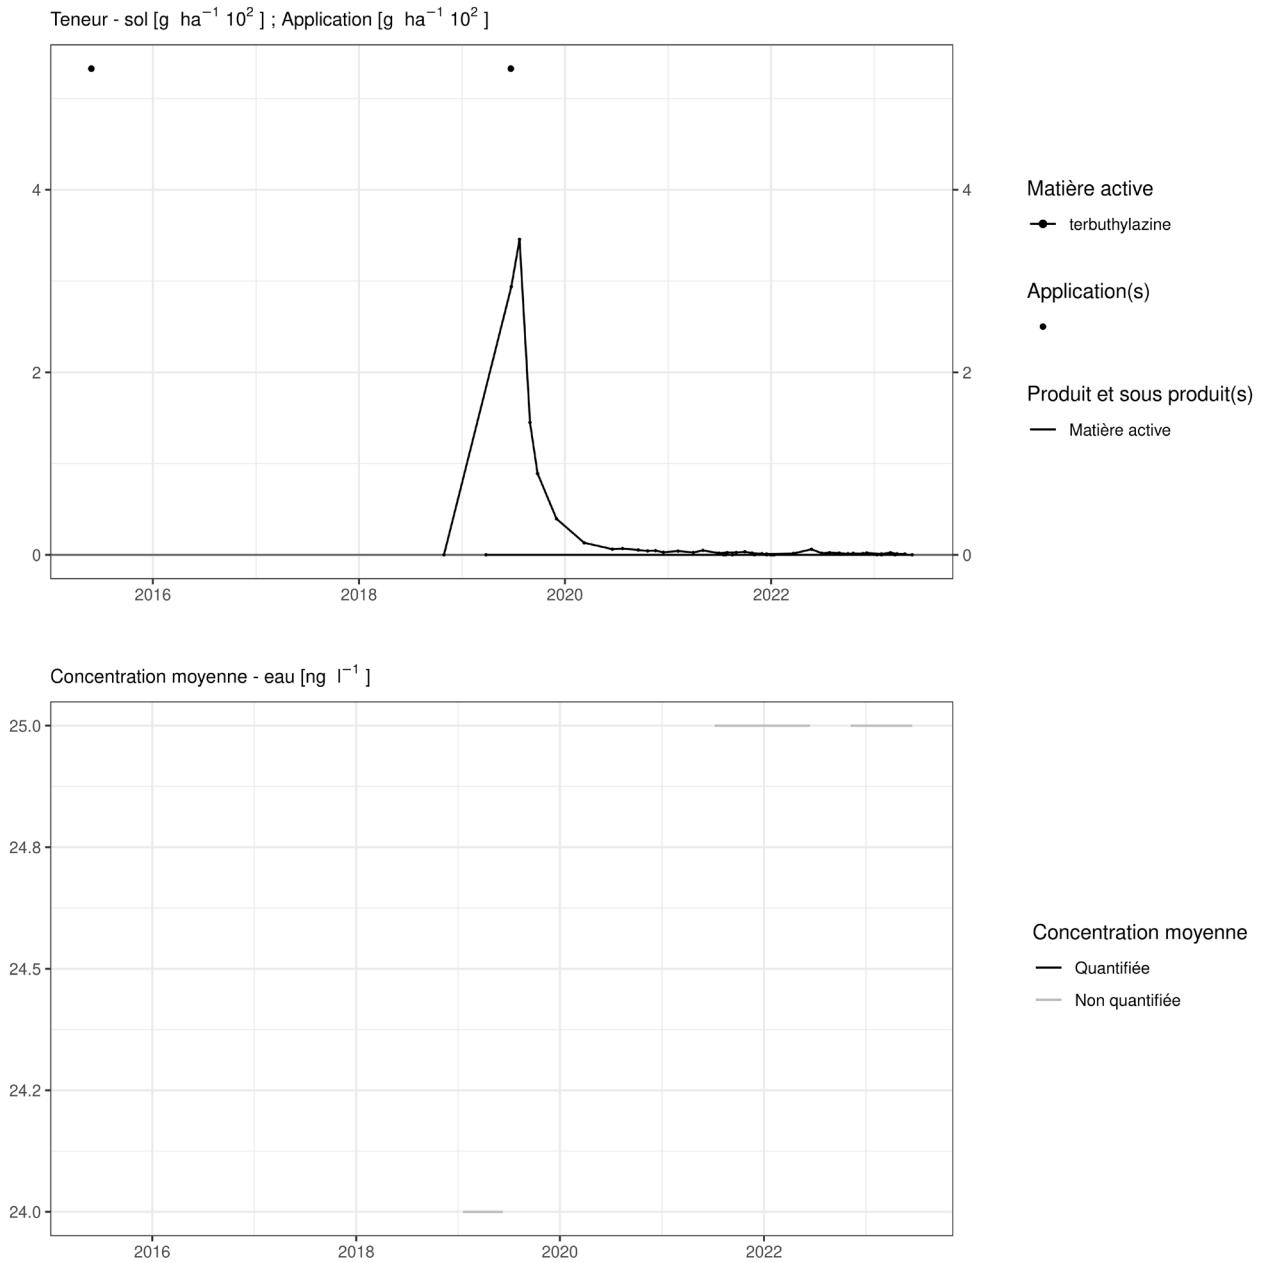 Teneur - sol [g ha⁻¹ 10² ] ; Application [g ha⁻¹ 10² ]
4
2
0
4
2
0
2016 2018 2020 2022
Matière active
terbuthylazine
Application(s)
Produit et sous produit(s)
Matière active
Concentration moyenne - eau [ng l⁻¹ ]
25.0
24.8
24.5
24.2
24.0
2016 2018 2020 2022
Concentration moyenne
Quantifiée
Non quantifiée